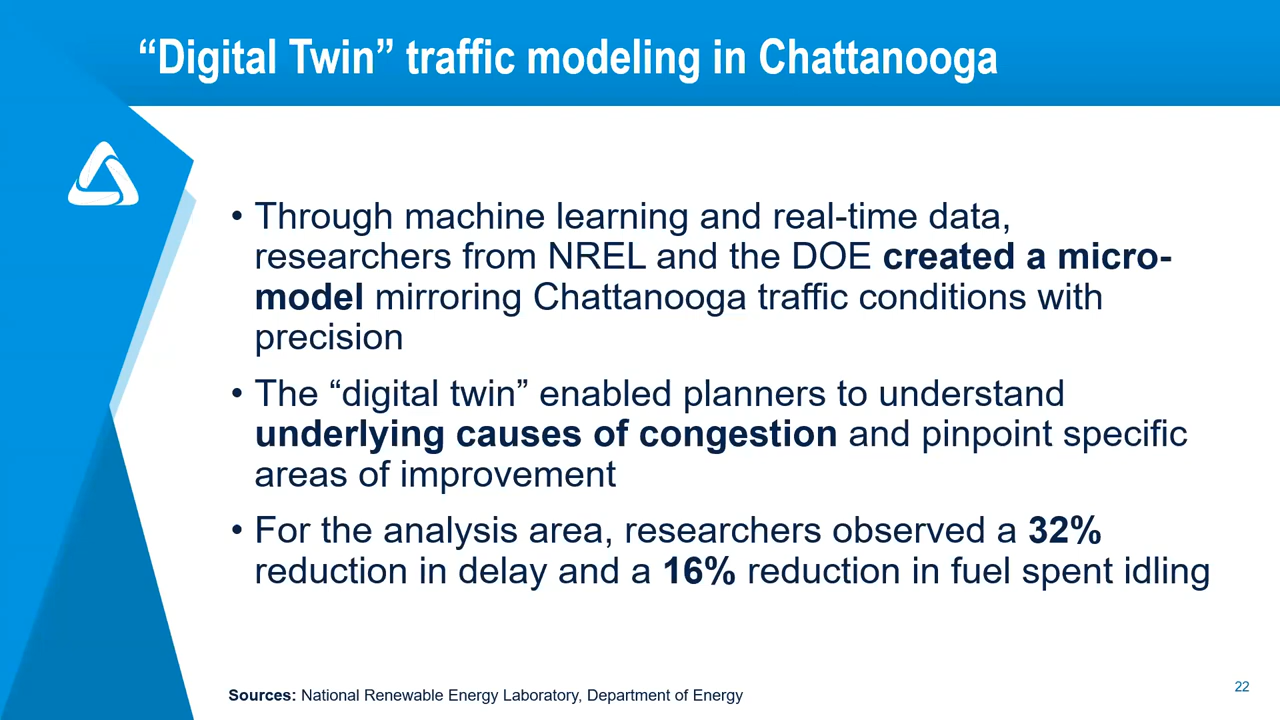 “Digital Twin” traffic modeling in Chattanooga
• Through machine learning and real-time data,
researchers from NREL and the DOE created a micro-
model mirroring Chattanooga traffic conditions with
precision
• The “digital twin” enabled planners to understand
underlying causes of congestion and pinpoint specific
areas of improvement
• For the analysis area, researchers observed a 32%
reduction in delay and a 16% reduction in fuel spent idling
Sources: National Renewable Energy Laboratory, Department of Energy
22